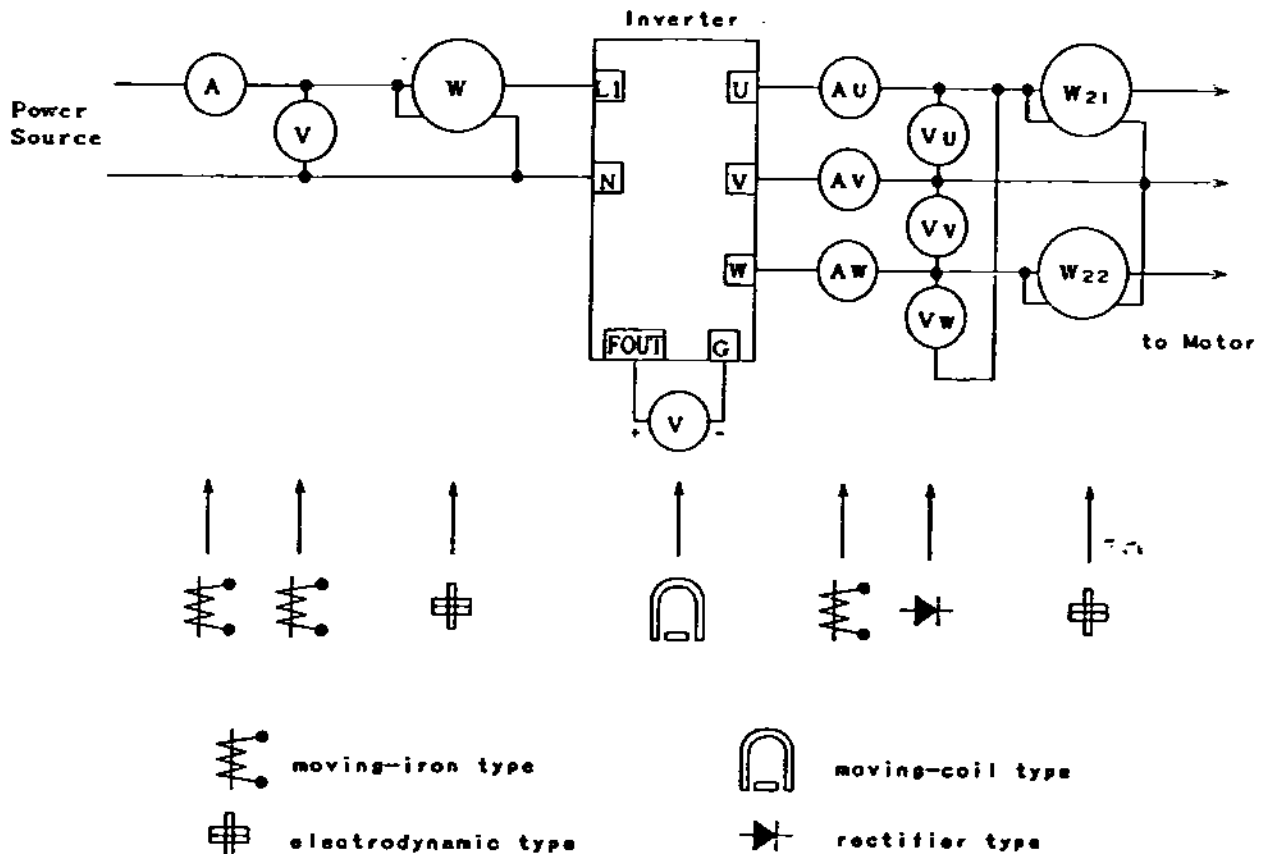 Inverter
Power
Source
A
V
W
L1
N
U
V
W
FOUT
G
+
V
-
AU
AV
AW
VU
VV
VW
W21
W22
to Motor
moving-iron type
moving-coil type
electrodynamic type
rectifier type